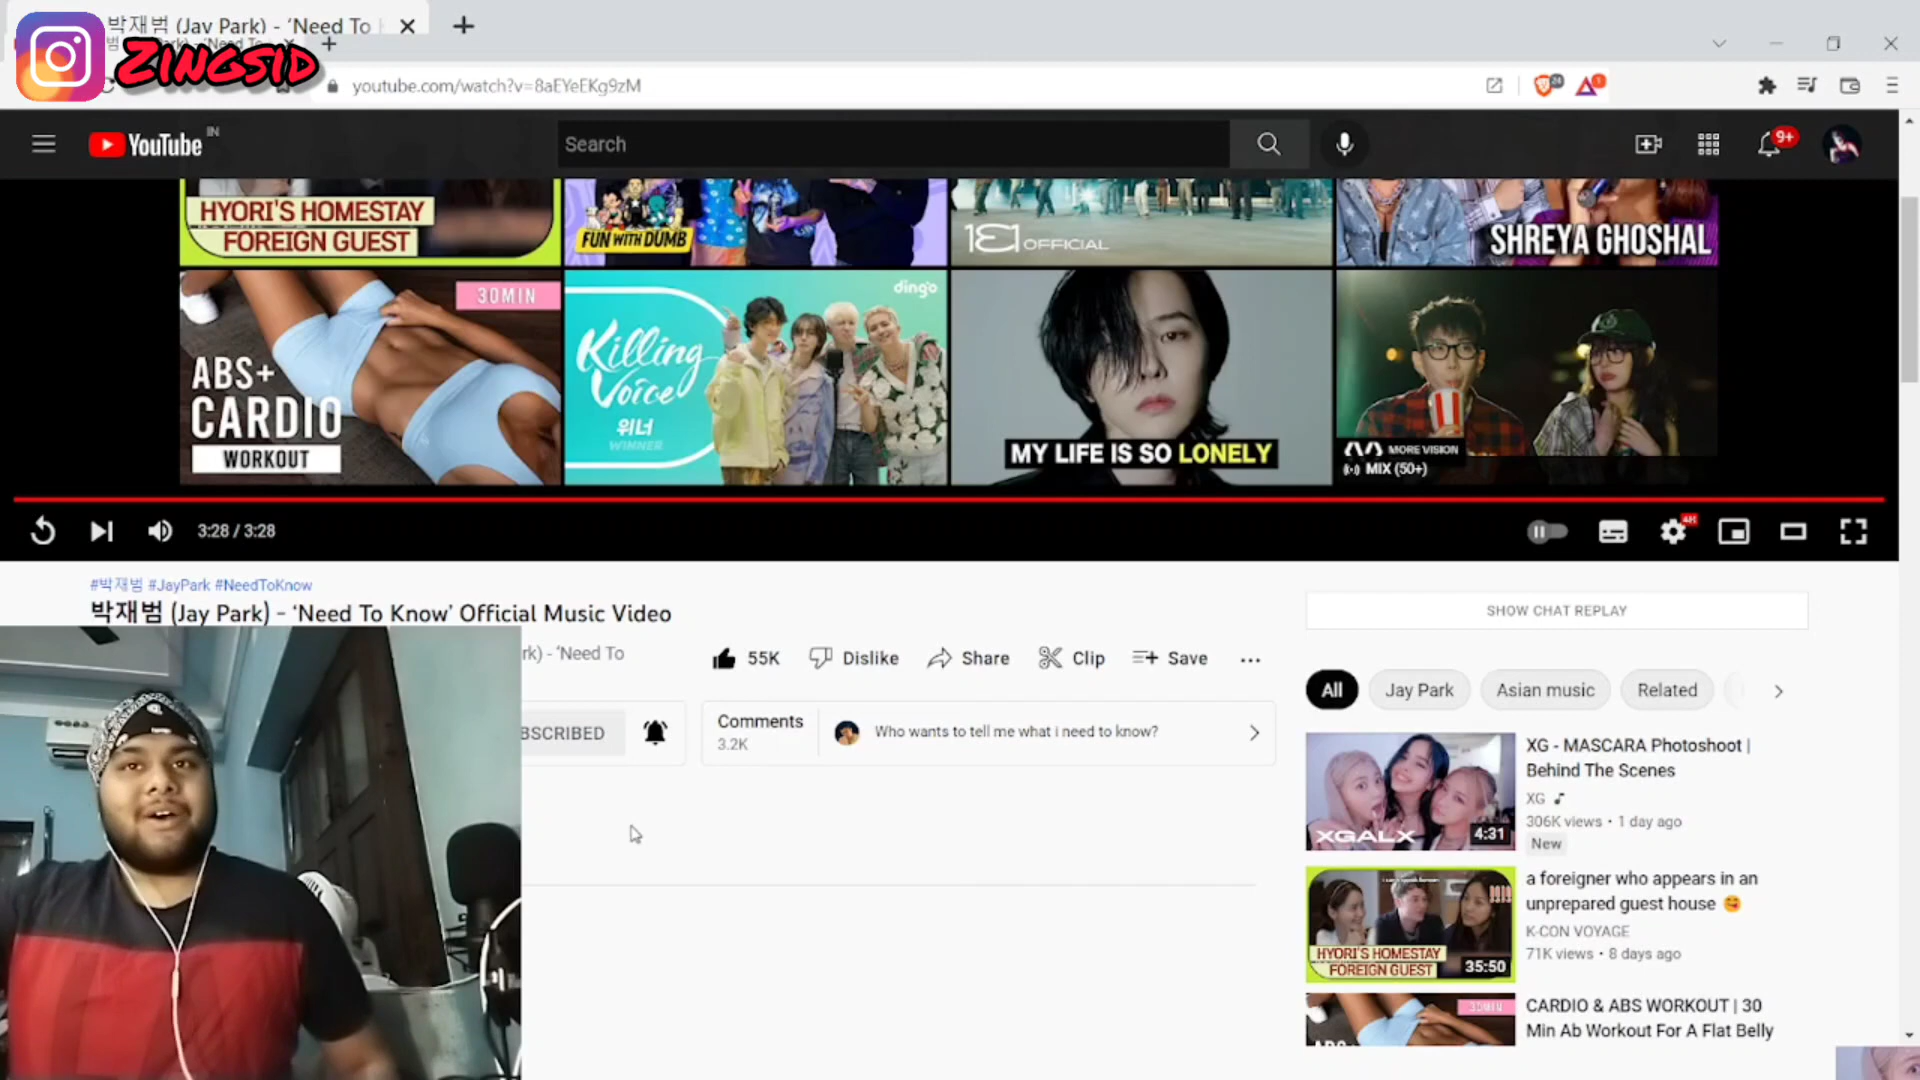 박재범 (Jay Park) - ‘Need To
Zingsid
youtube.com/watch?v=8aEYeEKg9zM
24
1
YouTube IN
Search
9+
HYORI'S HOMESTAY
FOREIGN GUEST
FUN WITH DUMB
OFFICIAL
SHREYA GHOSHAL
30MIN
ABS+
CARDIO
WORKOUT
dingo
Killing
Voice
위너
WINNER
MY LIFE IS SO LONELY
MORE VISION
MIX (50+)
3:28 / 3:28
#박재범 #JayPark #NeedToKnow
박재범 (Jay Park) - ‘Need To Know’ Official Music Video
rk) - ‘Need To
55K
Dislike
Share
Clip
Save
BSCRIBED
Comments
3.2K
Who wants to tell me what i need to know?
SHOW CHAT REPLAY
All
Jay Park
Asian music
Related
XG - MASCARA Photoshoot |
Behind The Scenes
XG
306K views • 1 day ago
New
XGALX
4:31
a foreigner who appears in an
unprepared guest house
K-CON VOYAGE
71K views • 8 days ago
HYORI'S HOMESTAY
FOREIGN GUEST
35:50
CARDIO & ABS WORKOUT | 30
Min Ab Workout For A Flat Belly
30MIN